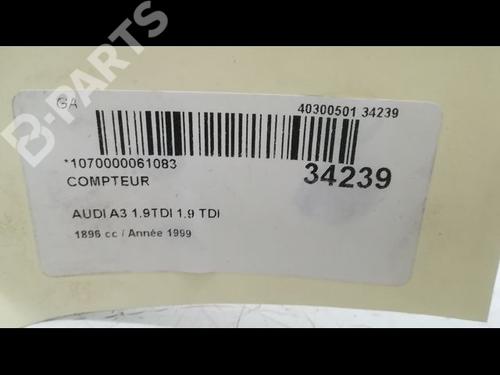 B-PARTS
GA
40300501 34239
*1070000061083
34239
COMPTEUR
AUDI A3 1.9TDI 1.9 TDI
1896 cc / Année 1999